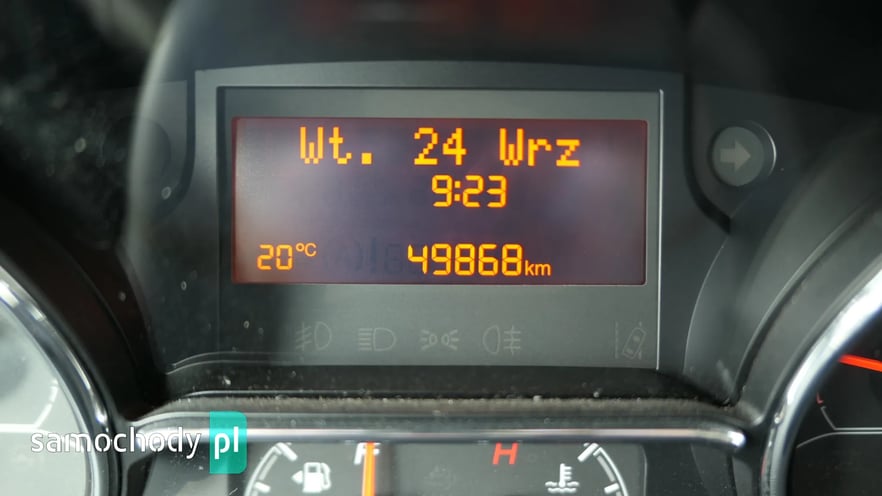 Wt. 24 Wrz
9:23
20°C 49868km
samochody pl
F H